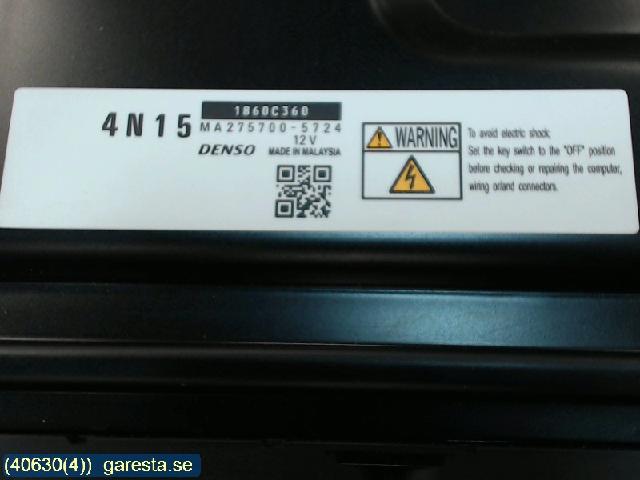 4N15
1860C360
MA275700-5724
12V
DENSO MADE IN MALAYSIA
WARNING
To avoid electric shock;
Set the key switch to the "OFF" position
before checking or repairing the computer,
wiring or/and connectors.
(40630(4)) garesta.se